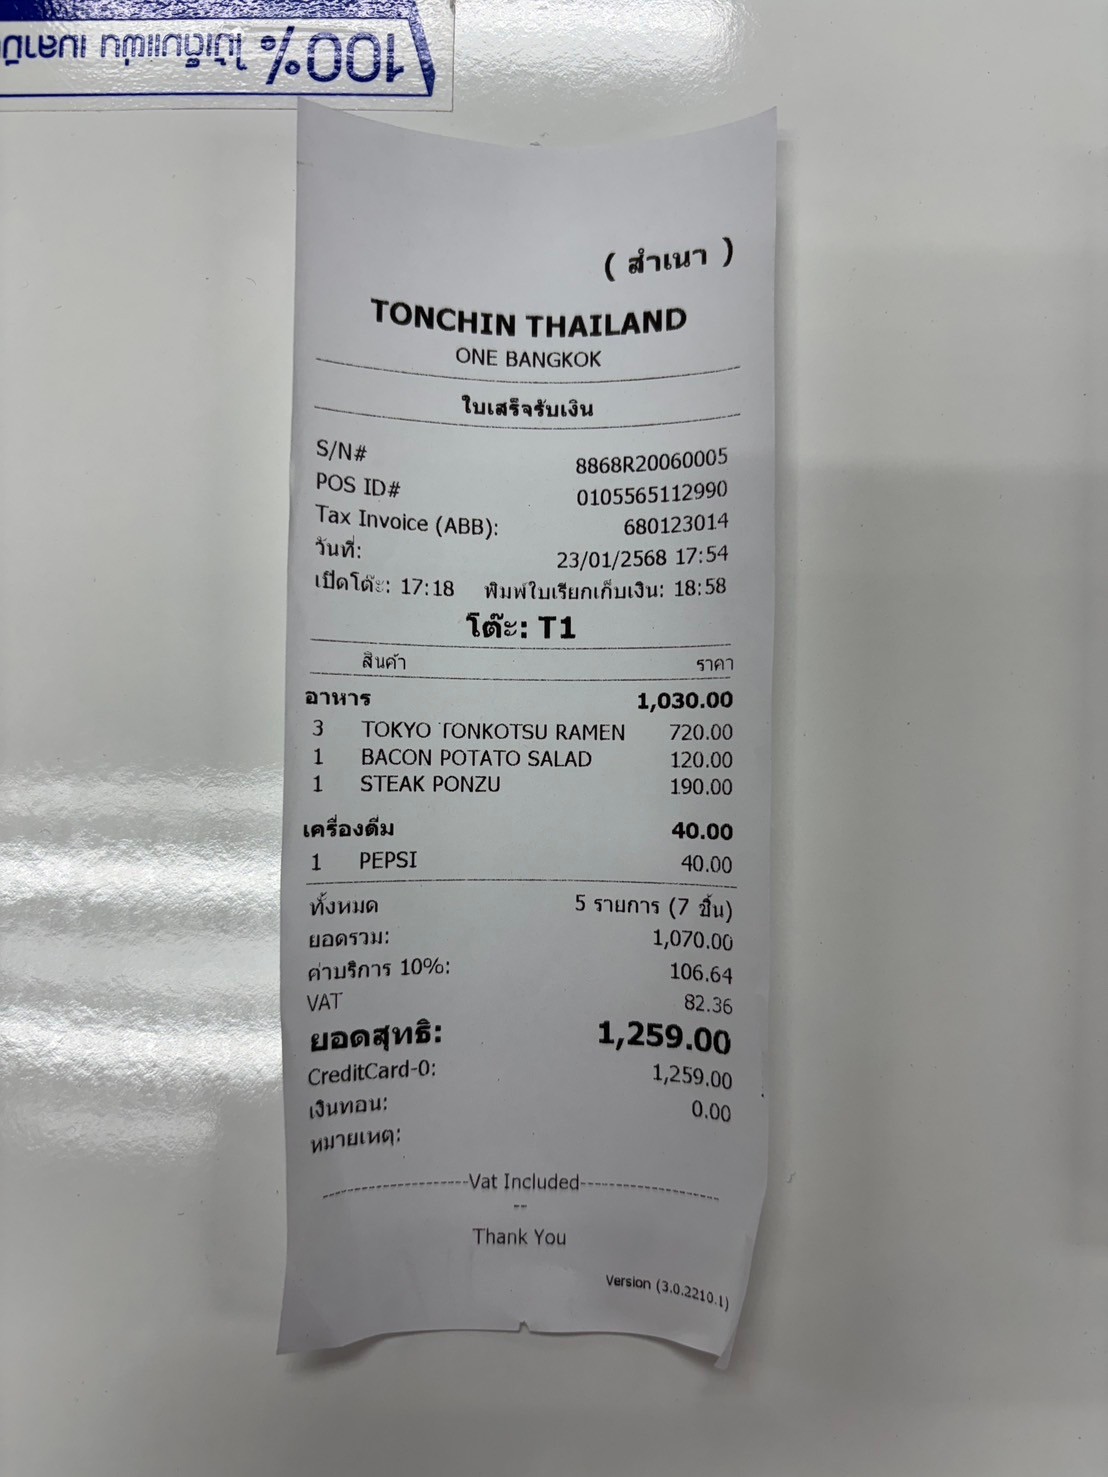 100% ไม้เต็มแผ่น
( สำเนา )
TONCHIN THAILAND
ONE BANGKOK
ใบเสร็จรับเงิน
S/N# 8868R20060005
POS ID# 0105565112990
Tax Invoice (ABB): 680123014
วันที่: 23/01/2568 17:54
เปิดโต๊ะ: 17:18 พิมพ์ใบเรียกเก็บเงิน: 18:58
โต๊ะ: T1
สินค้า ราคา
อาหาร 1,030.00
3 TOKYO TONKOTSU RAMEN 720.00
1 BACON POTATO SALAD 120.00
1 STEAK PONZU 190.00
เครื่องดื่ม 40.00
1 PEPSI 40.00
ทั้งหมด 5 รายการ (7 ชิ้น)
ยอดรวม: 1,070.00
ค่าบริการ 10%: 106.64
VAT 82.36
ยอดสุทธิ: 1,259.00
CreditCard-0: 1,259.00
เงินทอน: 0.00
หมายเหตุ:
Vat Included
--
Thank You
Version (3.0.2210.1)